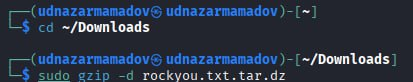 ┌──(udnazarmamadov㉿ udnazarmamadov)-[~]
└─$ cd ~/Downloads
┌──(udnazarmamadov㉿ udnazarmamadov)-[~/Downloads]
└─$ sudo gzip -d rockyou.txt.tar.dz